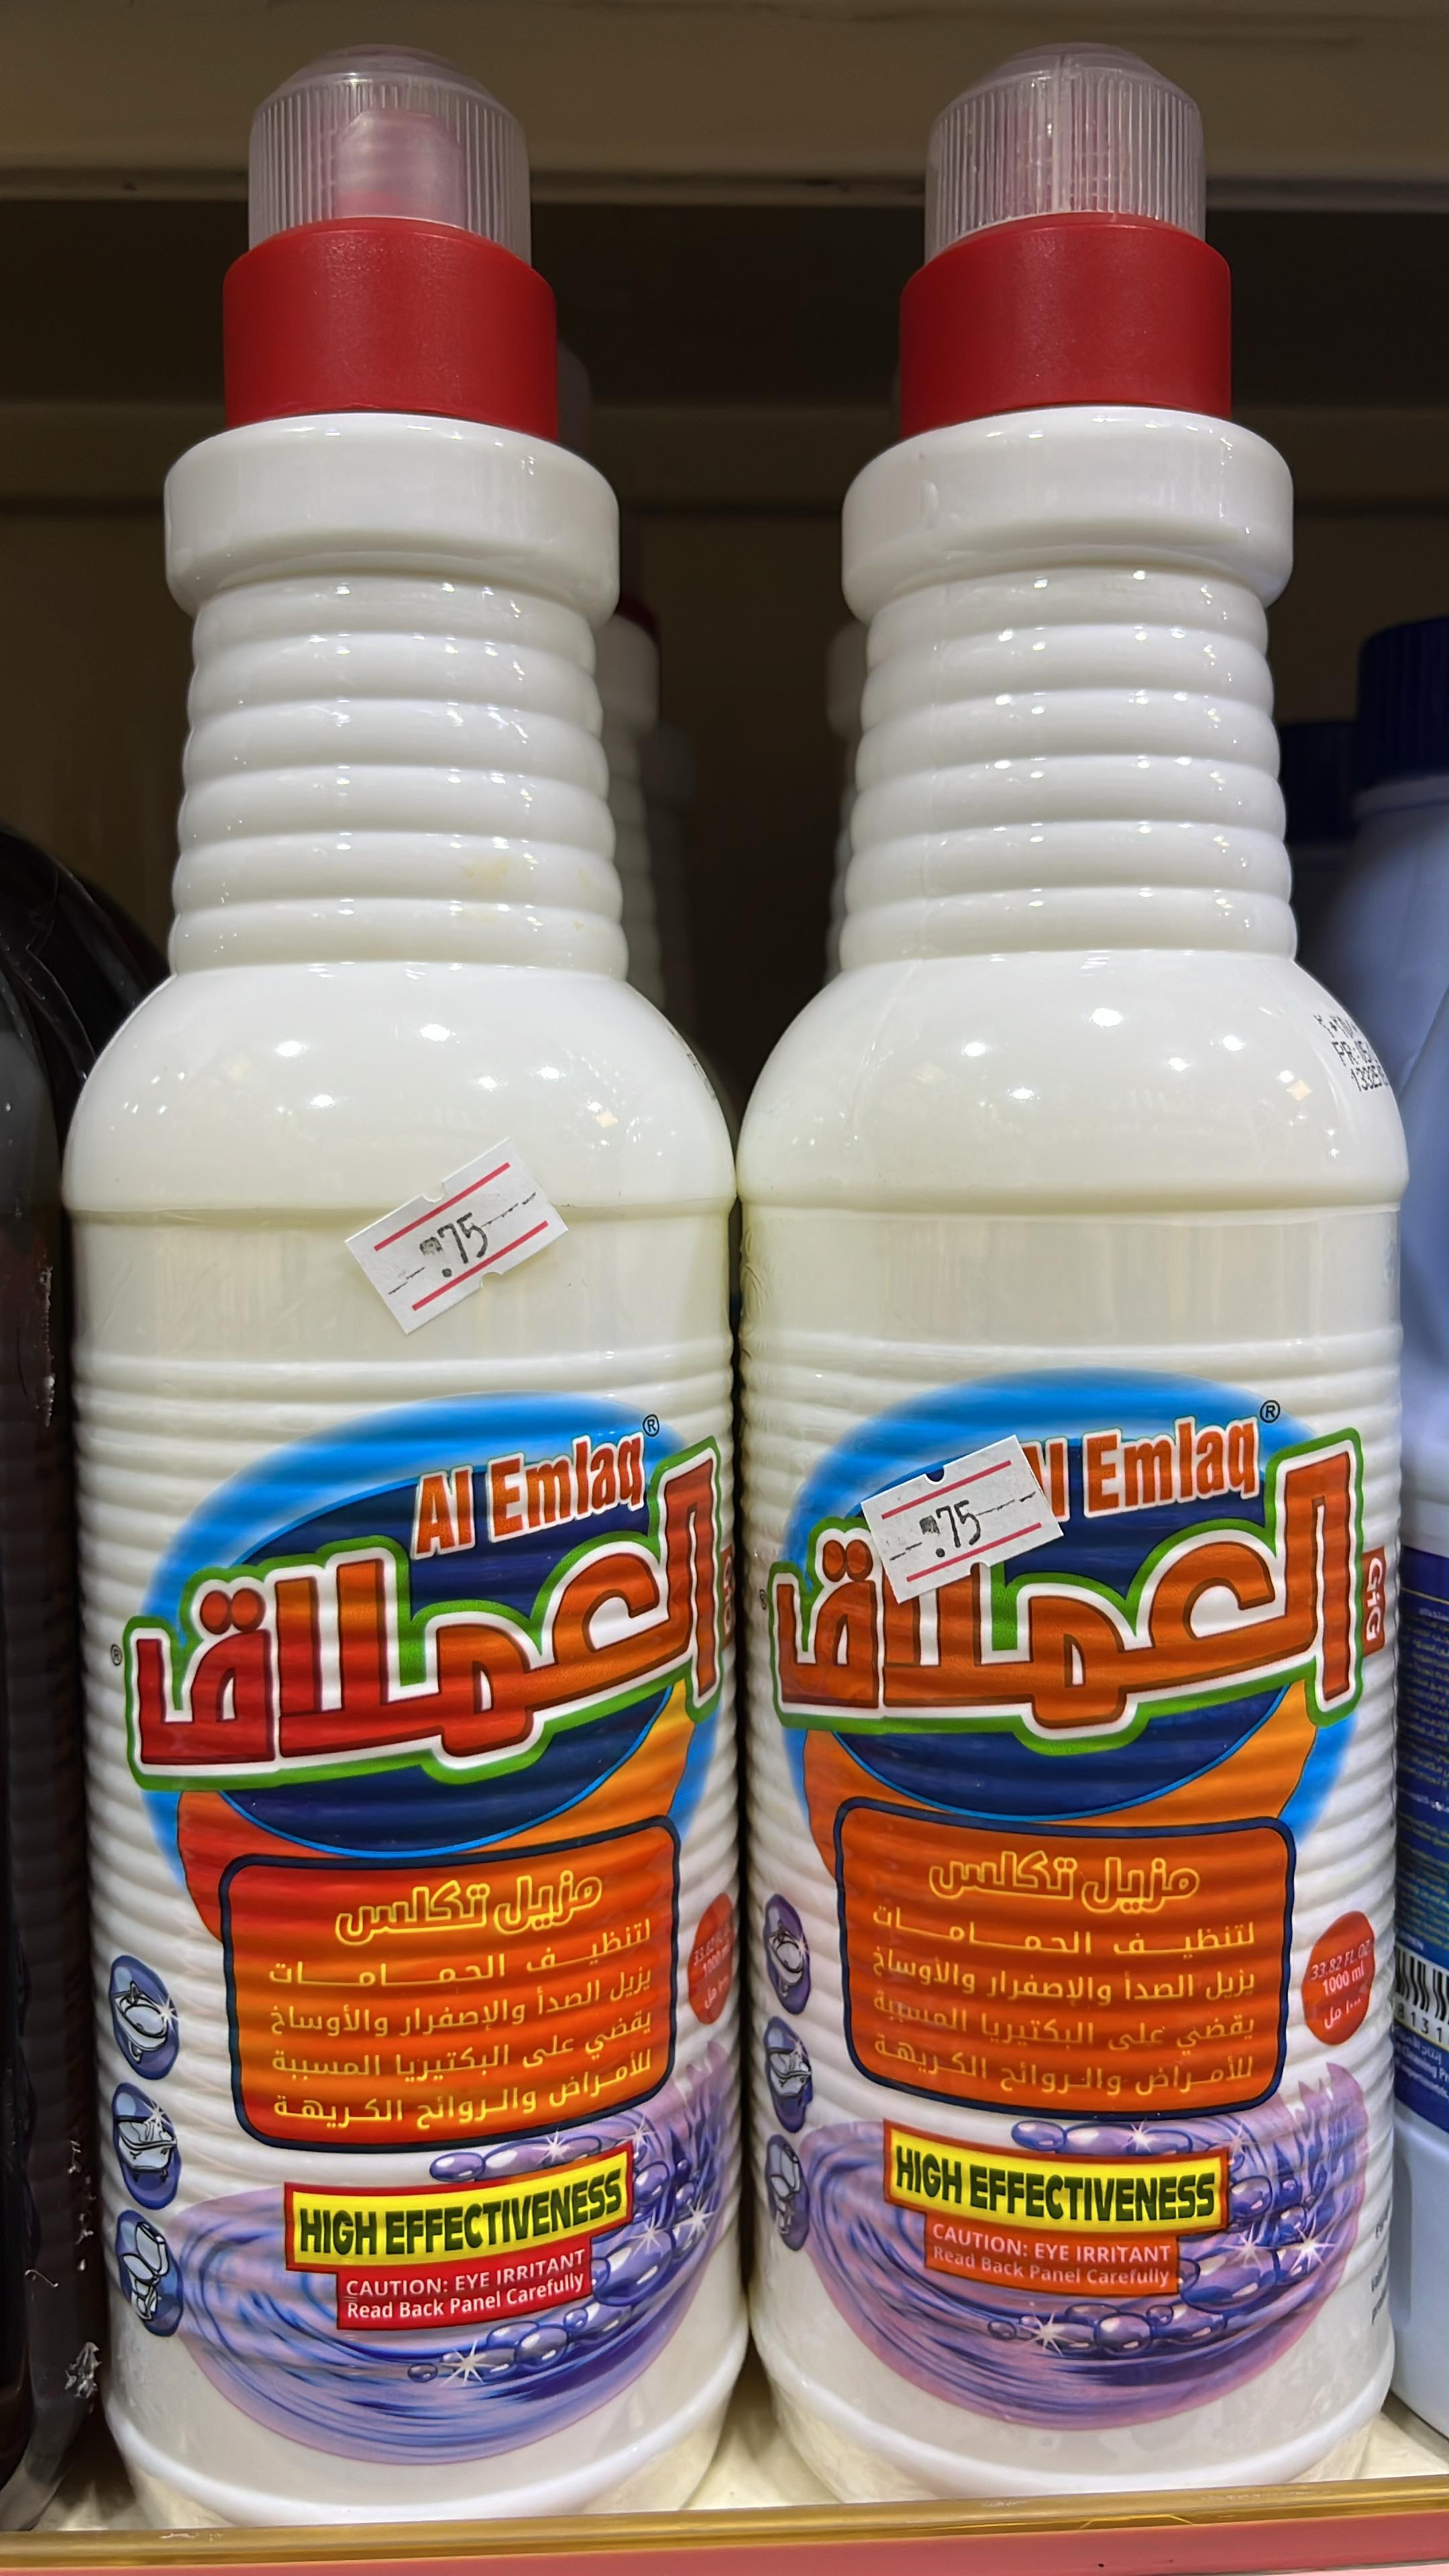 .75
Al Emlaq®
العملاق
®
مزيل تكلس
لتنظيف الحمامات
يزيل الصدأ والإصفرار والأوساخ
يقضي على البكتيريا المسببة
للأمراض والروائح الكريهة
33.82 FL.OZ
1000 ml
HIGH EFFECTIVENESS
CAUTION: EYE IRRITANT
Read Back Panel Carefully
.75
Al Emlaq®
العملاق
GIG
مزيل تكلس
لتنظيف الحمامات
يزيل الصدأ والإصفرار والأوساخ
يقضي على البكتيريا المسببة
للأمراض والروائح الكريهة
33.82 FL.OZ
1000 ml
١٠٠٠ مل
HIGH EFFECTIVENESS
CAUTION: EYE IRRITANT
Read Back Panel Carefully